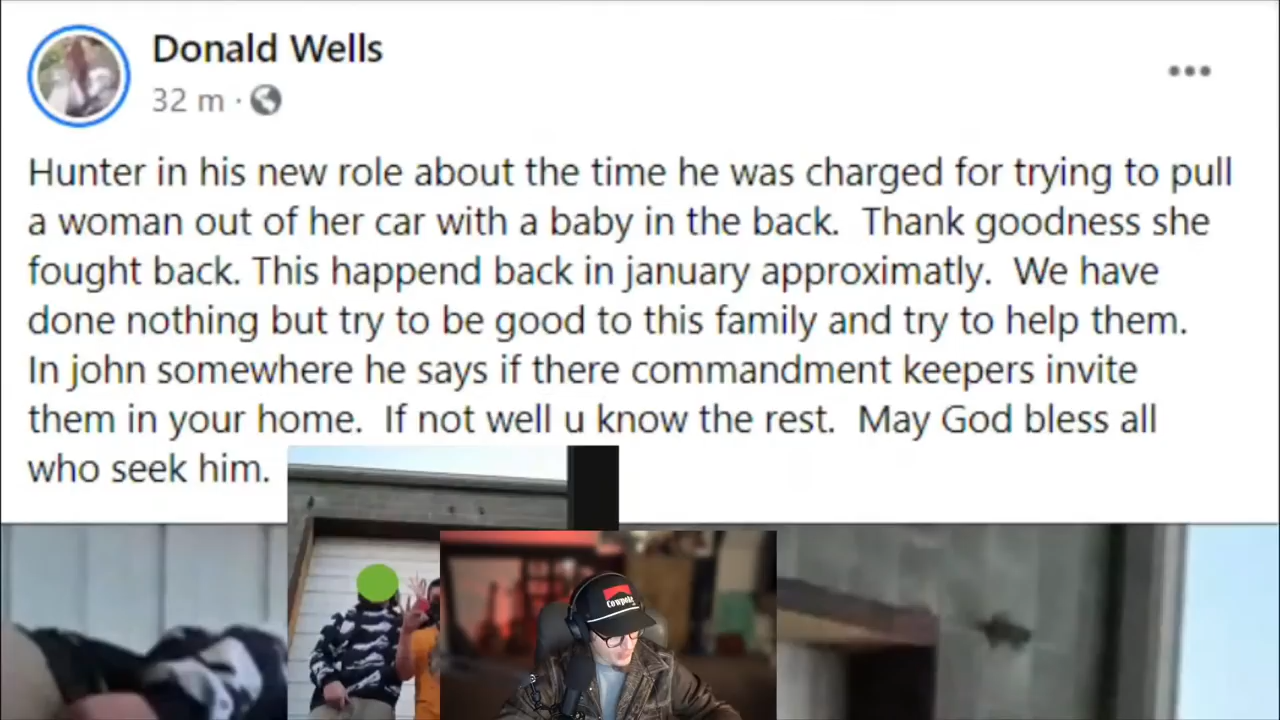 Donald Wells
32 m ·
Hunter in his new role about the time he was charged for trying to pull
a woman out of her car with a baby in the back. Thank goodness she
fought back. This happend back in january approximatly. We have
done nothing but try to be good to this family and try to help them.
In john somewhere he says if there commandment keepers invite
them in your home. If not well u know the rest. May God bless all
who seek him.
Cowpoke